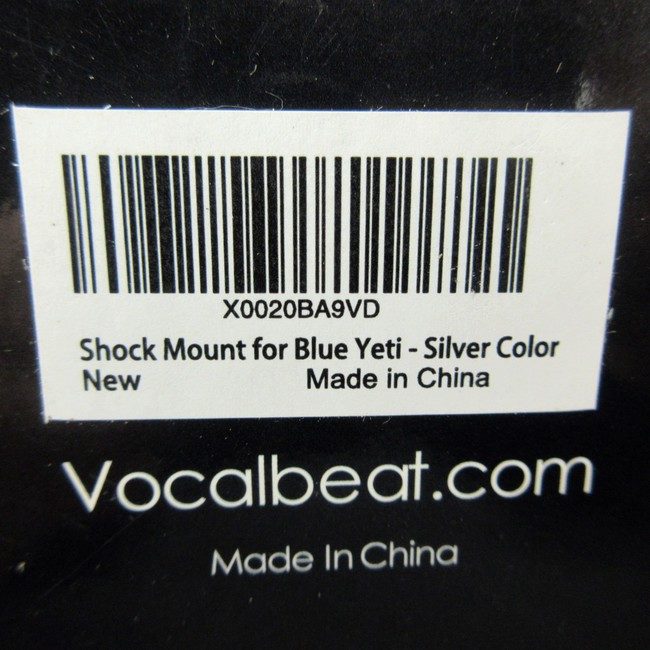 X0020BA9VD
Shock Mount for Blue Yeti - Silver Color
New Made in China
Vocalbeat.com
Made In China